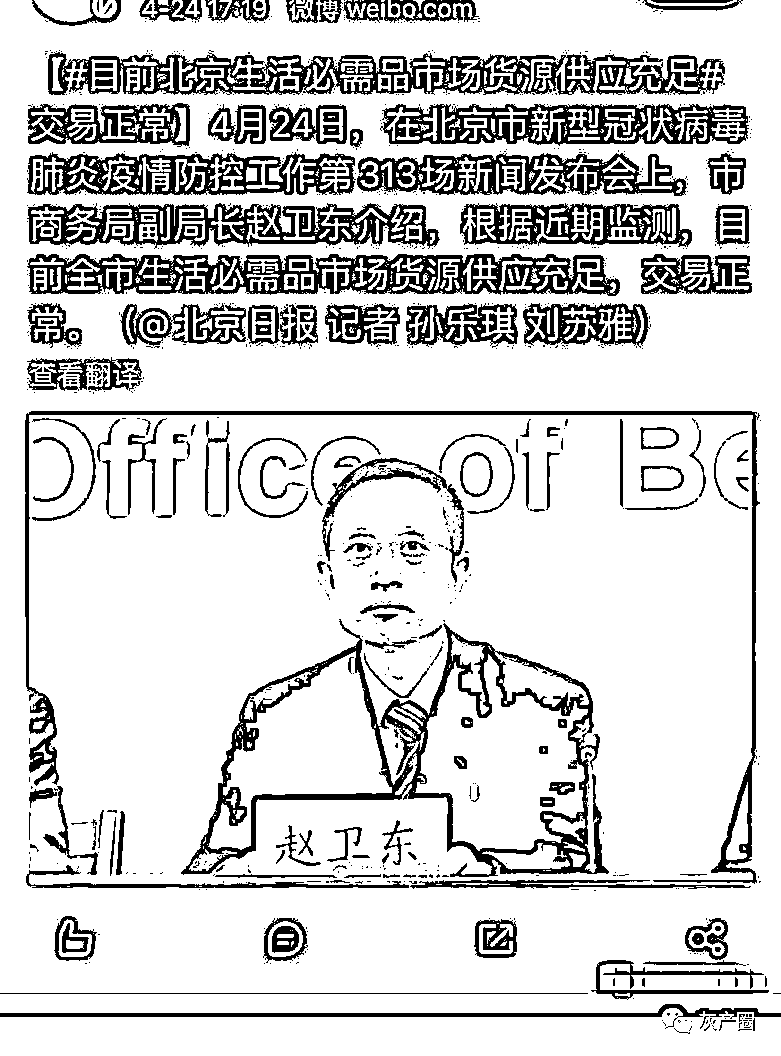 4-24 17:19 微博 weibo.com
【#目前北京生活必需品市场货源供应充足#
交易正常】4月24日，在北京市新型冠状病毒
肺炎疫情防控工作第313场新闻发布会上，市
商务局副局长赵卫东介绍，根据近期监测，目
前全市生活必需品市场货源供应充足，交易正
常。（@北京日报 记者 孙乐琪 刘苏雅）
查看翻译
Office of Be
赵卫东
灰产圈